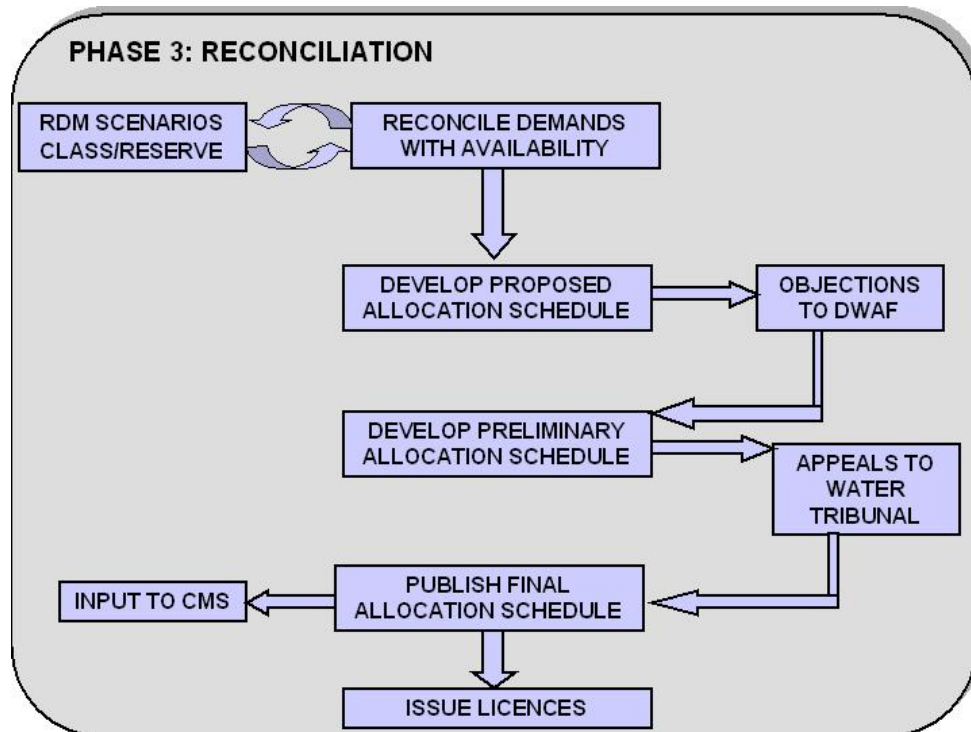 PHASE 3: RECONCILIATION
RDM SCENARIOS
CLASS/RESERVE
RECONCILE DEMANDS
WITH AVAILABILITY
DEVELOP PROPOSED
ALLOCATION SCHEDULE
OBJECTIONS
TO DWAF
DEVELOP PRELIMINARY
ALLOCATION SCHEDULE
APPEALS TO
WATER
TRIBUNAL
INPUT TO CMS
PUBLISH FINAL
ALLOCATION SCHEDULE
ISSUE LICENCES